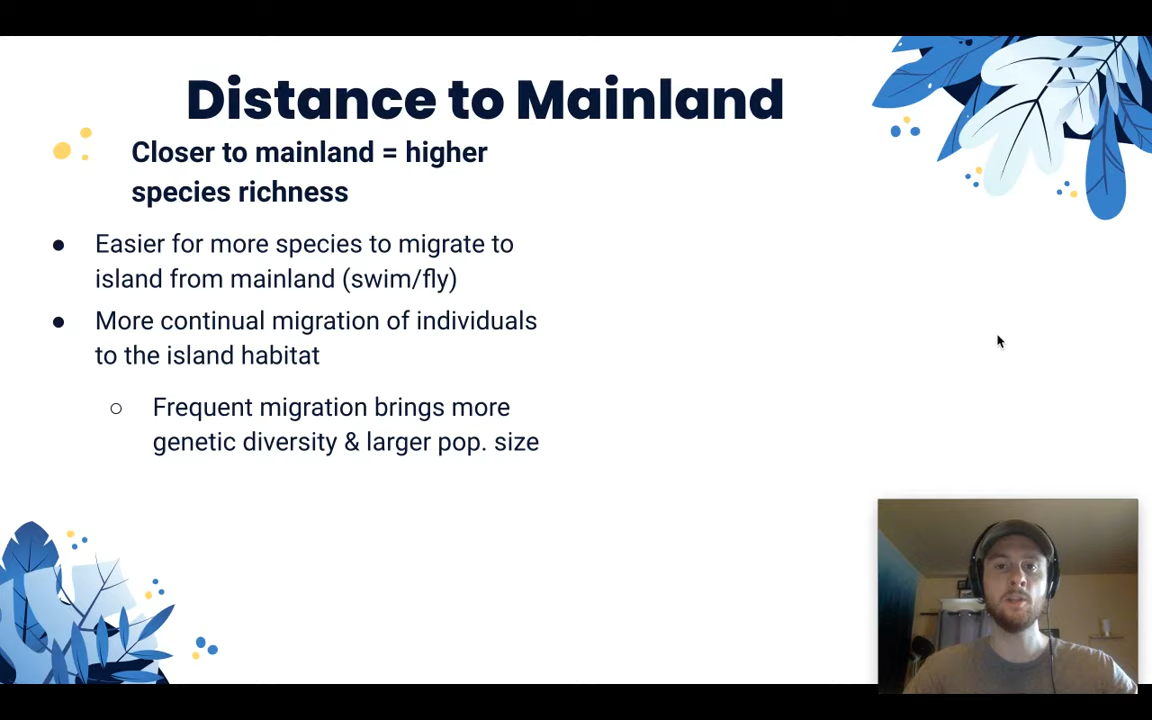 Distance to Mainland
Closer to mainland = higher
species richness
● Easier for more species to migrate to
island from mainland (swim/fly)
● More continual migration of individuals
to the island habitat
○ Frequent migration brings more
genetic diversity & larger pop. size